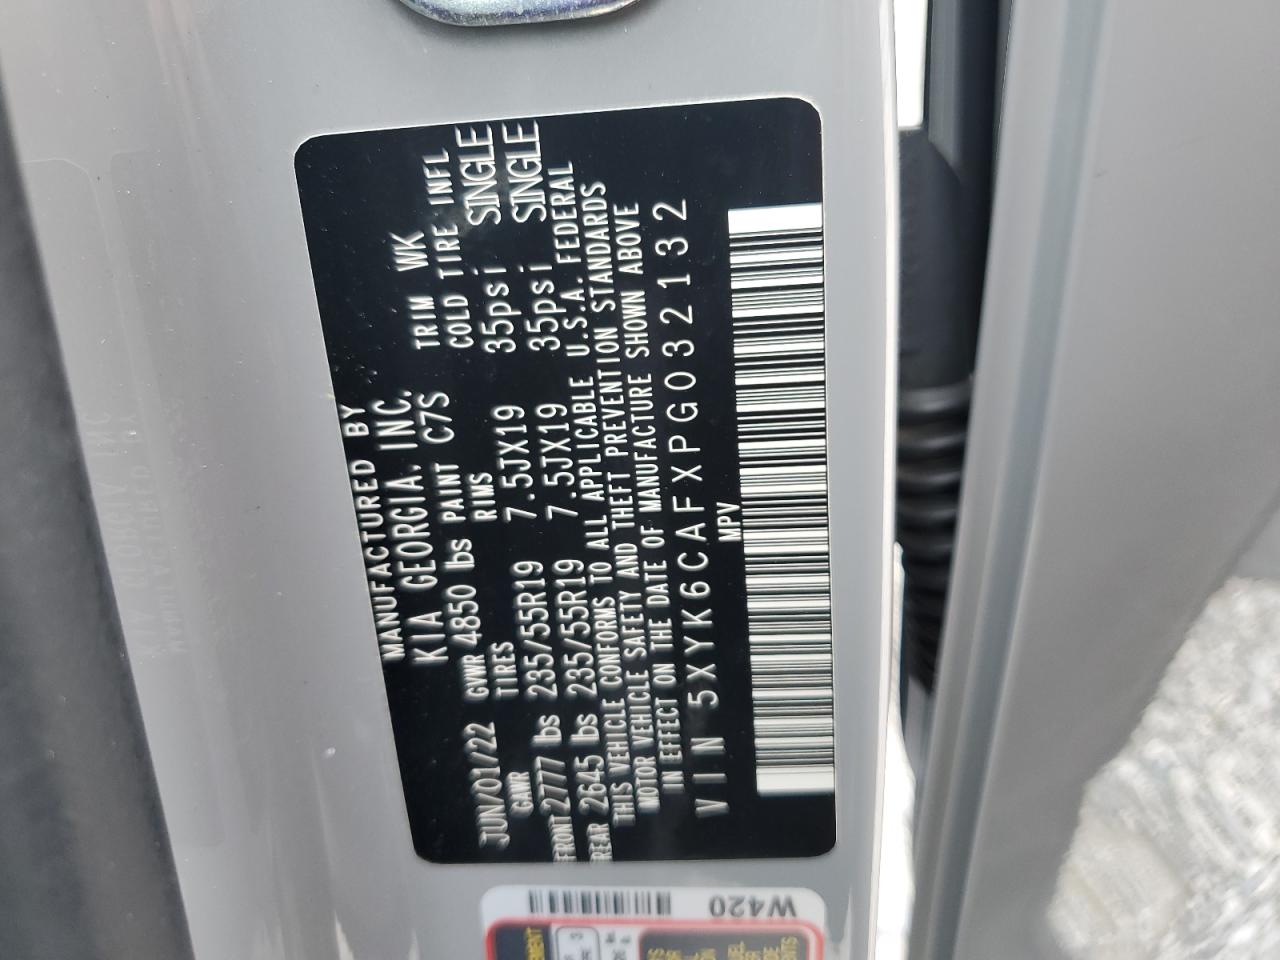 MANUFACTURED BY
KIA GEORGIA. INC. TRIM WK
JUN/01/22 GVWR 4850 lbs PAINT C7S COLD TIRE INFL
GAWR TIRES RIMS
FRONT 2777 lbs 235/55R19 7.5JX19 35psi SINGLE
REAR 2645 lbs 235/55R19 7.5JX19 35psi SINGLE
THIS VEHICLE CONFORMS TO ALL APPLICABLE U.S.A. FEDERAL
MOTOR VEHICLE SAFETY AND THEFT PREVENTION STANDARDS
IN EFFECT ON THE DATE OF MANUFACTURE SHOWN ABOVE
VIN 5XYK6CAFXPG032132
MPV
W420